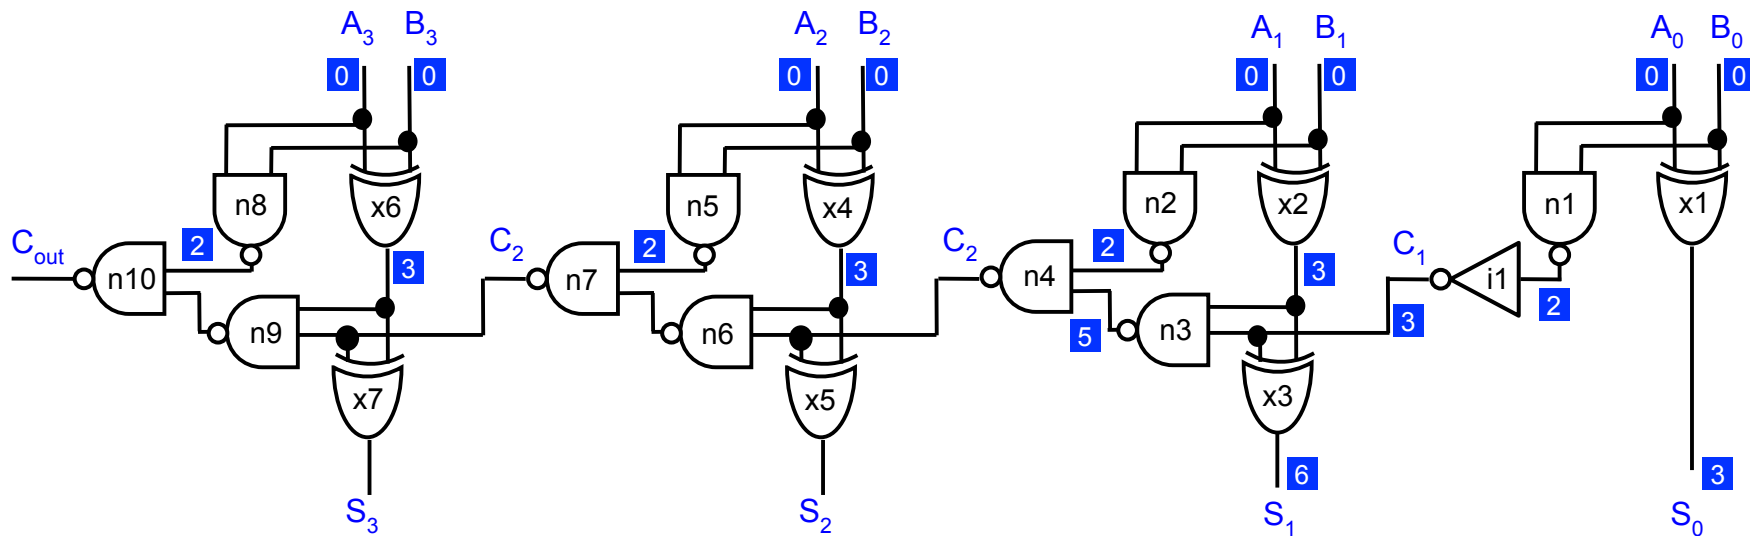 A3 B3 A2 B2 A1 B1 A0 B0
0 0 0 0 0 0 0 0
n8 x6 n5 x4 n2 x2 n1 x1
Cout 2 C2 2 C2 2 C1
n10 3 n7 3 n4 3 i1 2
n9 n6 5 n3 3
x7 x5 x3
6 3
S3 S2 S1 S0